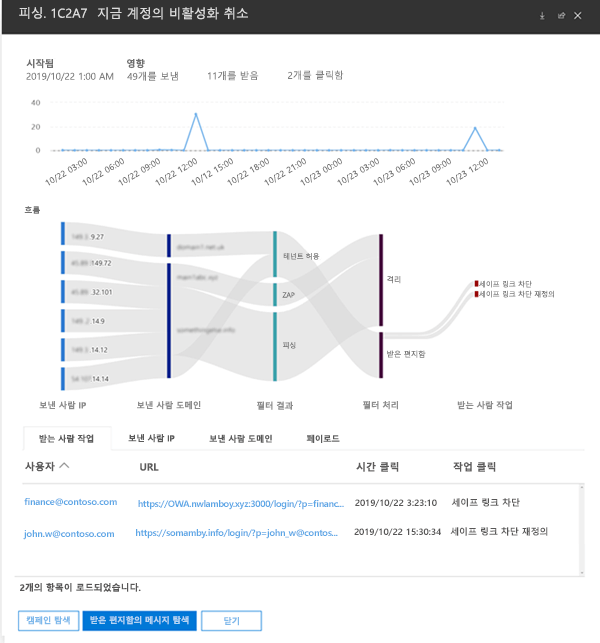 피싱. 1C2A7 지금 계정의 비활성화 취소
시작됨 영향
2019/10/22 1:00 AM 49개를 보냄 11개를 받음 2개를 클릭함
40
20
0
10/22 03:00 10/22 06:00 10/22 09:00 10/22 12:00 10/12 15:00 10/22 18:00 10/22 21:00 10/23 00:00 10/23 03:00 10/23 06:00 10/23 09:00 10/23 12:00
흐름
9.27
149.72
32.101
14.9
14.12
14.14
테넌트 허용
ZAP
피싱
격리
받은 편지함
세이프 링크 차단
세이프 링크 차단 재정의
보낸 사람 IP 보낸 사람 도메인 필터 결과 필터 처리 받는 사람 작업
받는 사람 작업 보낸 사람 IP 보낸 사람 도메인 페이로드
사용자 URL 시간 클릭 작업 클릭
finance@contoso.com https://OWA.nwlamboy.xyz:3000/login/?p=financ... 2019/10/22 3:23:10 세이프 링크 차단
john.w@contoso.com https://somamby.info/login/?p=john_w@contos... 2019/10/22 15:30:34 세이프 링크 차단 재정의
2개의 항목이 로드되었습니다.
캠페인 탐색 받은 편지함의 메시지 탐색 닫기